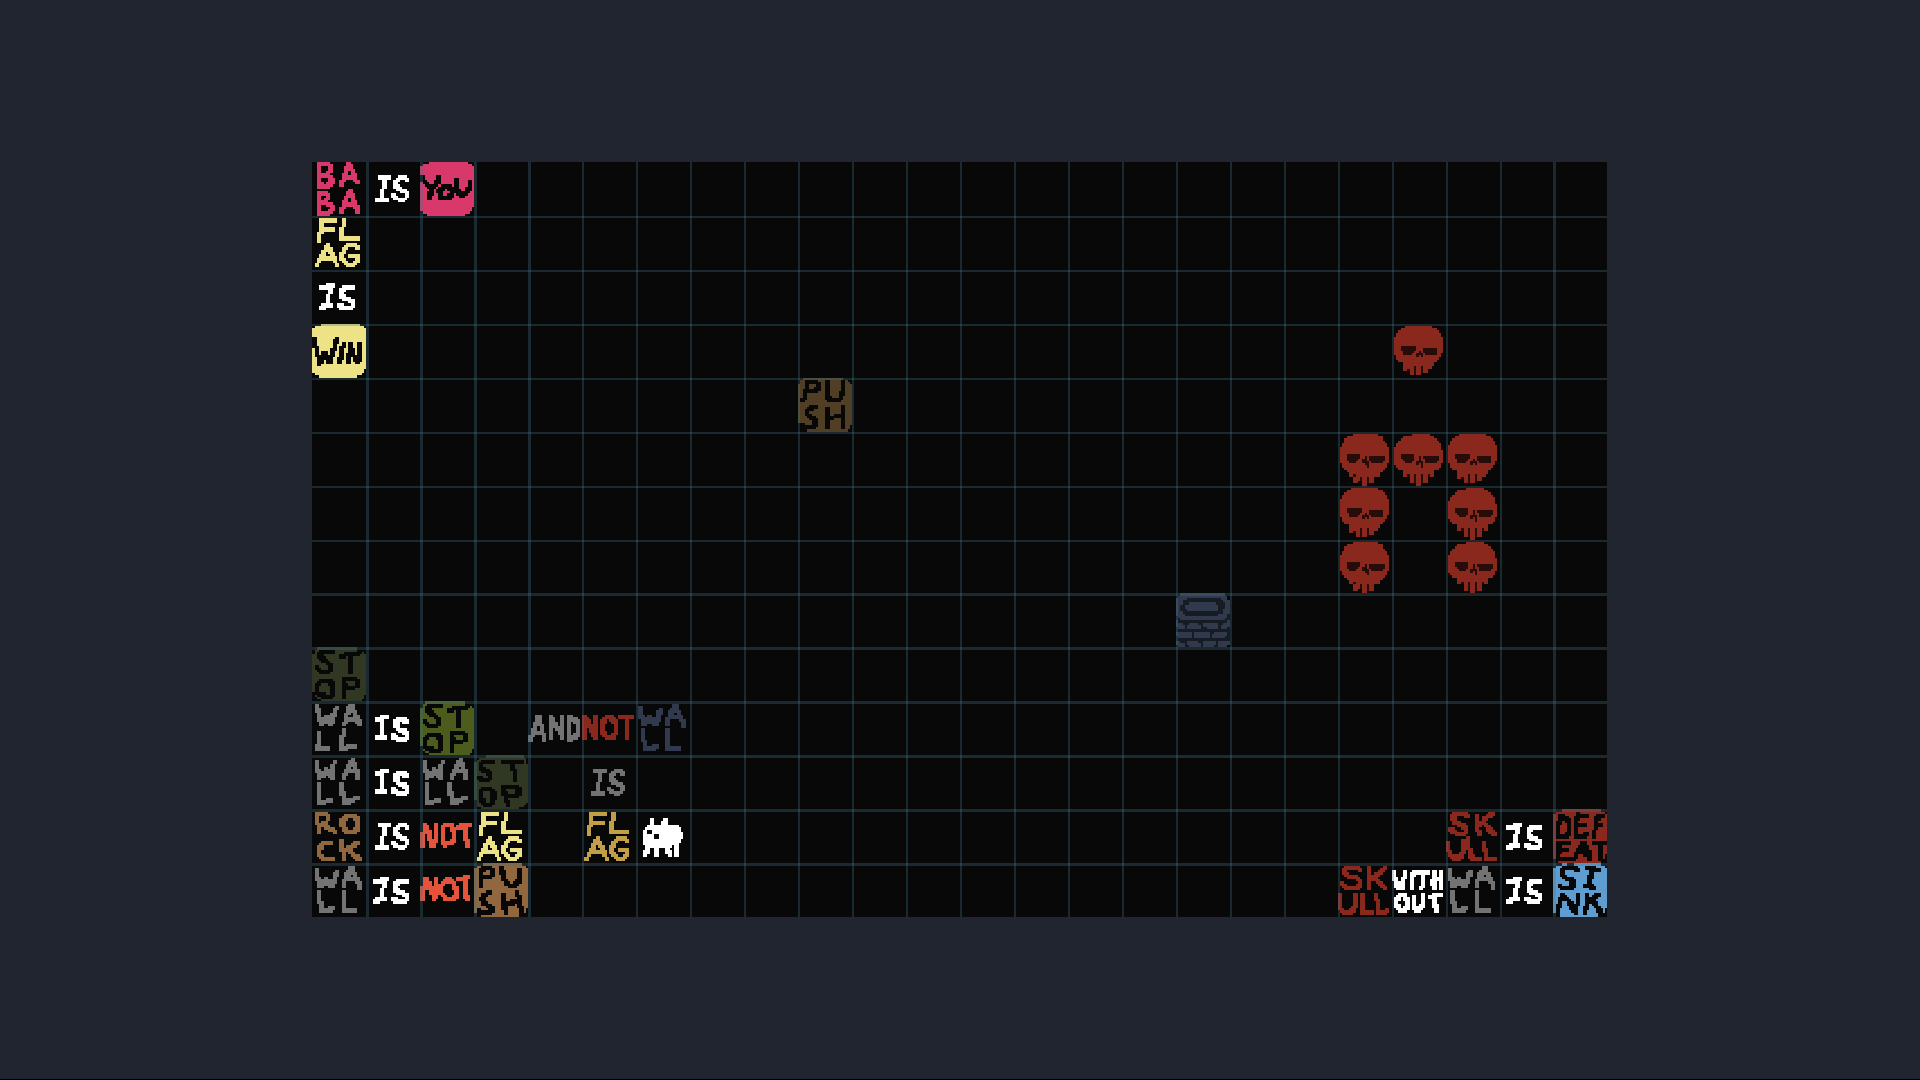 BABA IS YOU
FLAG
IS
WIN
PUSH
STOP
WALL IS STOP AND NOT WALL
WALL IS WALL STOP IS
ROCK IS NOT FLAG FLAG SKULL IS DEFEAT
WALL IS NOT PUSH SKULL WITHOUT WALL IS SINK